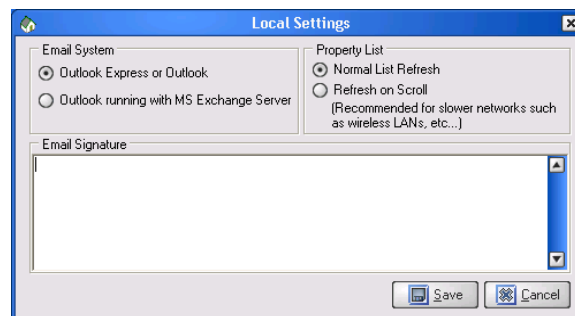 Local Settings
Email System
Outlook Express or Outlook
Outlook running with MS Exchange Server
Property List
Normal List Refresh
Refresh on Scroll
(Recommended for slower networks such
as wireless LANs, etc...)
Email Signature
Save
Cancel